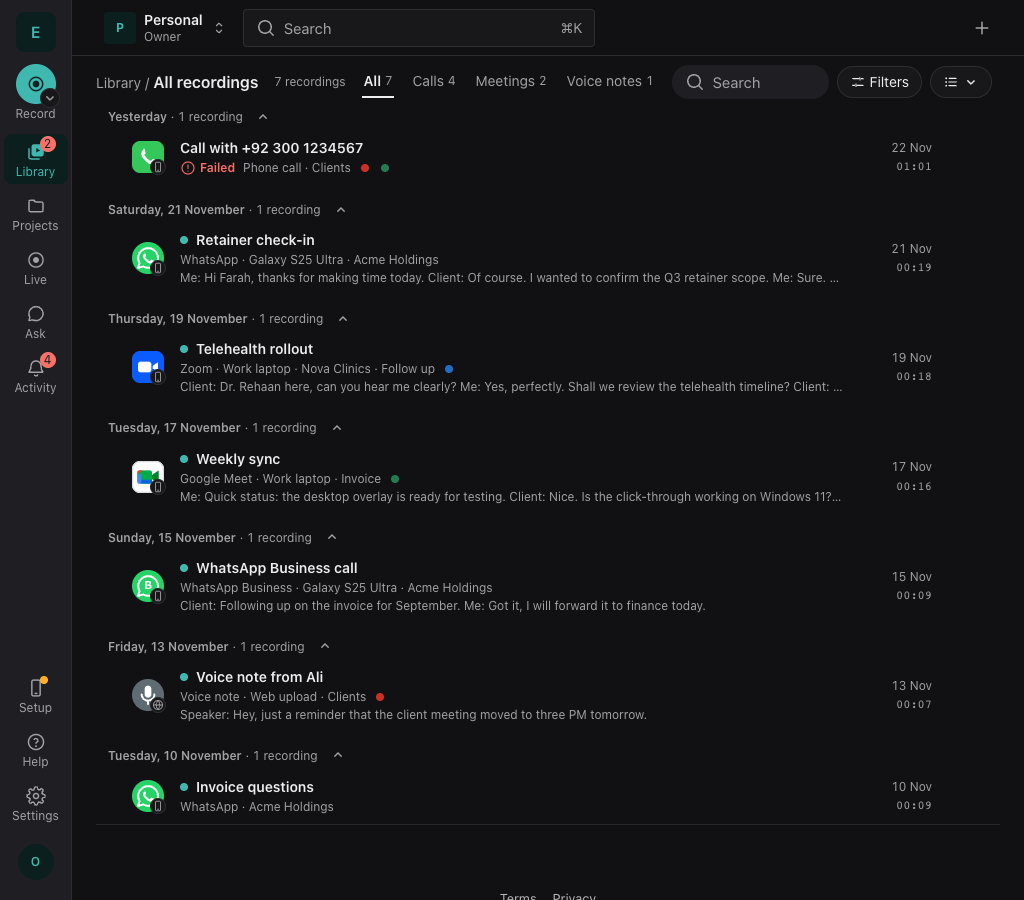 E
P
Personal
Owner
Search
⌘K
Record
2
Library
Projects
Live
Ask
4
Activity
Setup
Help
Settings
O
Library / All recordings
7 recordings
All 7
Calls 4
Meetings 2
Voice notes 1
Search
Filters
Yesterday · 1 recording
Call with +92 300 1234567
22 Nov
Failed Phone call · Clients
01:01
Saturday, 21 November · 1 recording
Retainer check-in
21 Nov
WhatsApp · Galaxy S25 Ultra · Acme Holdings
00:19
Me: Hi Farah, thanks for making time today. Client: Of course. I wanted to confirm the Q3 retainer scope. Me: Sure. …
Thursday, 19 November · 1 recording
Telehealth rollout
19 Nov
Zoom · Work laptop · Nova Clinics · Follow up
00:18
Client: Dr. Rehaan here, can you hear me clearly? Me: Yes, perfectly. Shall we review the telehealth timeline? Client: …
Tuesday, 17 November · 1 recording
Weekly sync
17 Nov
Google Meet · Work laptop · Invoice
00:16
Me: Quick status: the desktop overlay is ready for testing. Client: Nice. Is the click-through working on Windows 11?…
Sunday, 15 November · 1 recording
B
WhatsApp Business call
15 Nov
WhatsApp Business · Galaxy S25 Ultra · Acme Holdings
00:09
Client: Following up on the invoice for September. Me: Got it, I will forward it to finance today.
Friday, 13 November · 1 recording
Voice note from Ali
13 Nov
Voice note · Web upload · Clients
00:07
Speaker: Hey, just a reminder that the client meeting moved to three PM tomorrow.
Tuesday, 10 November · 1 recording
Invoice questions
10 Nov
WhatsApp · Acme Holdings
00:09
Terms Privacy